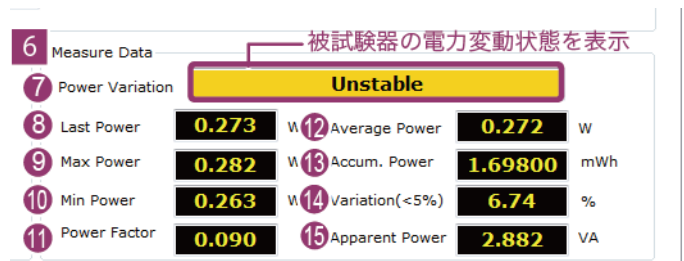 6 Measure Data 被試験器の電力変動状態を表示
7 Power Variation Unstable
8 Last Power 0.273 W 12 Average Power 0.272 W
9 Max Power 0.282 W 13 Accum. Power 1.69800 mWh
10 Min Power 0.263 W 14 Variation(<5%) 6.74 %
11 Power Factor 0.090 15 Apparent Power 2.882 VA